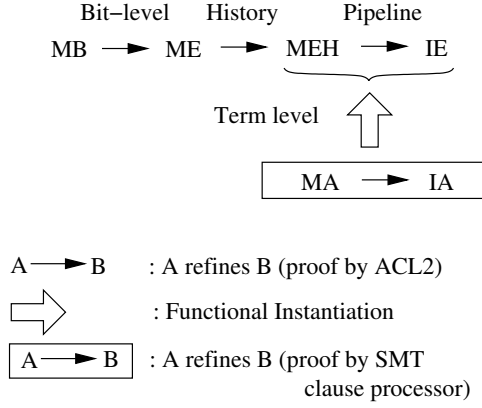 Bit-level History Pipeline
MB ME MEH IE
Term level
MA IA
A B : A refines B (proof by ACL2)
: Functional Instantiation
A B : A refines B (proof by SMT
clause processor)